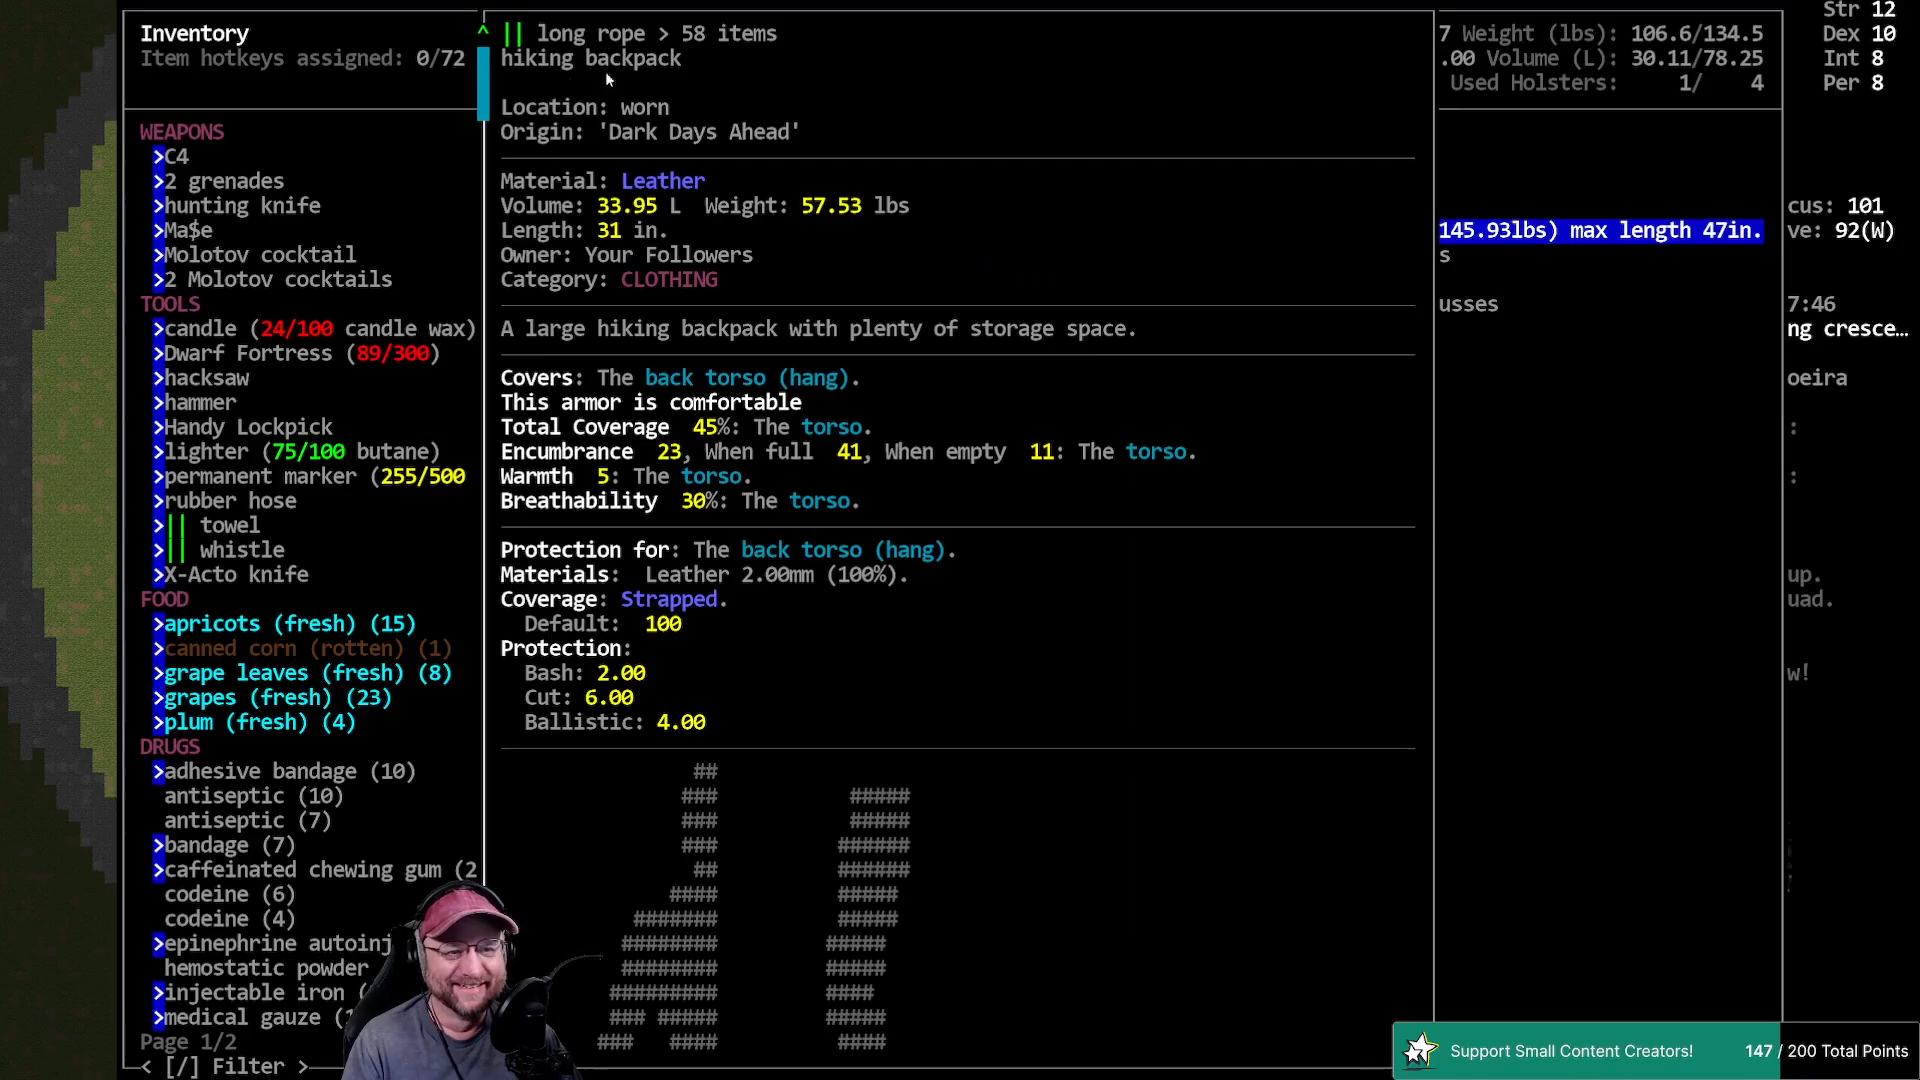 Inventory
Item hotkeys assigned: 0/72
WEAPONS
>C4
>2 grenades
>hunting knife
>Ma$e
>Molotov cocktail
>2 Molotov cocktails
TOOLS
>candle (24/100 candle wax)
>Dwarf Fortress (89/300)
>hacksaw
>hammer
>Handy Lockpick
>lighter (75/100 butane)
>permanent marker (255/500
>rubber hose
>|| towel
>|| whistle
>X-Acto knife
FOOD
>apricots (fresh) (15)
>canned corn (rotten) (1)
>grape leaves (fresh) (8)
>grapes (fresh) (23)
>plum (fresh) (4)
DRUGS
>adhesive bandage (10)
antiseptic (10)
antiseptic (7)
>bandage (7)
>caffeinated chewing gum (2
codeine (6)
codeine (4)
>epinephrine autoinj
hemostatic powder
>injectable iron (
>medical gauze (1
Page 1/2
< [/] Filter >
|| long rope > 58 items
hiking backpack
Location: worn
Origin: 'Dark Days Ahead'
Material: Leather
Volume: 33.95 L Weight: 57.53 lbs
Length: 31 in.
Owner: Your Followers
Category: CLOTHING
A large hiking backpack with plenty of storage space.
Covers: The back torso (hang).
This armor is comfortable
Total Coverage 45%: The torso.
Encumbrance 23, When full 41, When empty 11: The torso.
Warmth 5: The torso.
Breathability 30%: The torso.
Protection for: The back torso (hang).
Materials: Leather 2.00mm (100%).
Coverage: Strapped.
Default: 100
Protection:
Bash: 2.00
Cut: 6.00
Ballistic: 4.00
##
### #####
### #####
### ######
## ######
#### #####
####### #####
######## #####
######## #####
######### ####
### ##### #####
### #### ####
7 Weight (lbs): 106.6/134.5
.00 Volume (L): 30.11/78.25
Used Holsters: 1/ 4
145.93lbs) max length 47in.
s
usses
Str 12
Dex 10
Int 8
Per 8
cus: 101
ve: 92(W)
7:46
ng cresce…
oeira
:
:
up.
uad.
w!
Support Small Content Creators! 147 / 200 Total Points